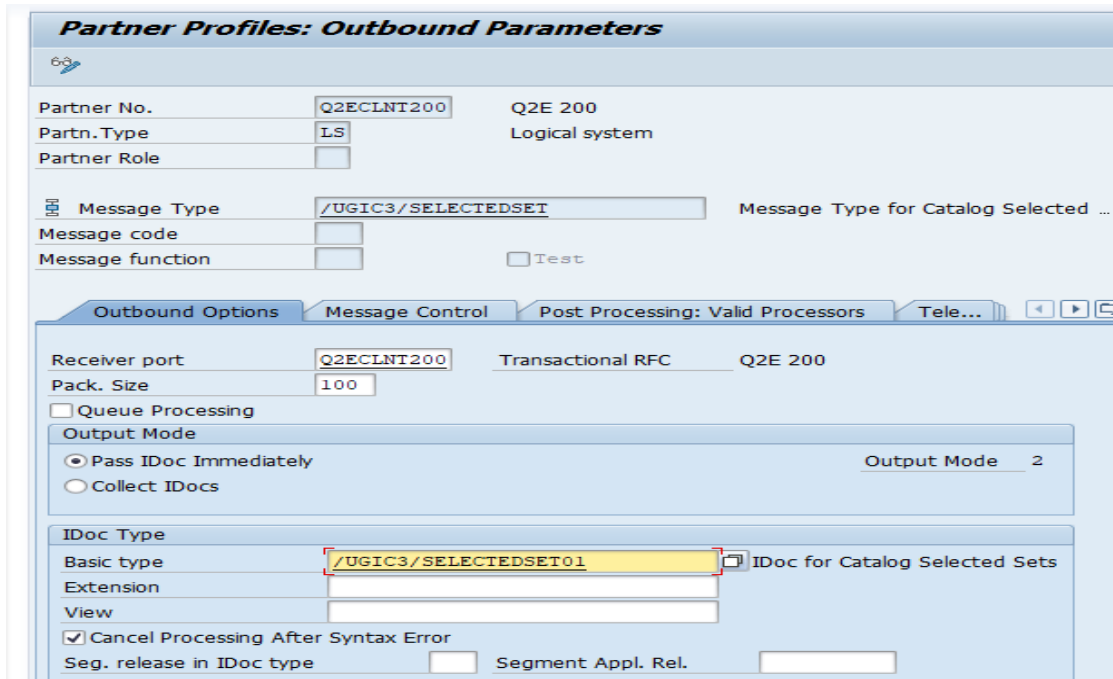 Partner Profiles: Outbound Parameters
Partner No. Q2ECLNT200 Q2E 200
Partn.Type LS Logical system
Partner Role
Message Type /UGIC3/SELECTEDSET Message Type for Catalog Selected ...
Message code
Message function Test
Outbound Options Message Control Post Processing: Valid Processors Tele...
Receiver port Q2ECLNT200 Transactional RFC Q2E 200
Pack. Size 100
Queue Processing
Output Mode
Pass IDoc Immediately Output Mode 2
Collect IDocs
IDoc Type
Basic type /UGIC3/SELECTEDSET01 IDoc for Catalog Selected Sets
Extension
View
Cancel Processing After Syntax Error
Seg. release in IDoc type Segment Appl. Rel.